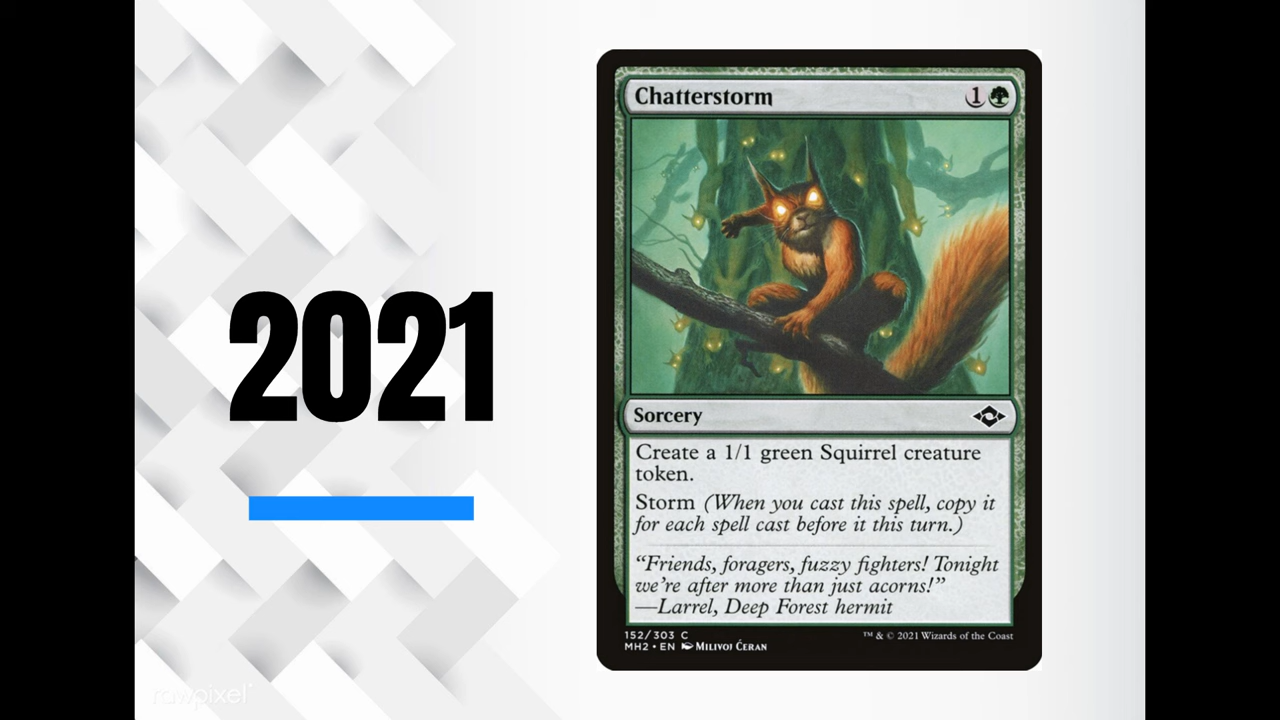 2021
Chatterstorm 1
Sorcery
Create a 1/1 green Squirrel creature
token.
Storm (When you cast this spell, copy it
for each spell cast before it this turn.)
“Friends, foragers, fuzzy fighters! Tonight
we’re after more than just acorns!”
—Larrel, Deep Forest hermit
152/303 C
MH2 • EN MILIVOJ ĆERAN
™ & © 2021 Wizards of the Coast
rawpixel